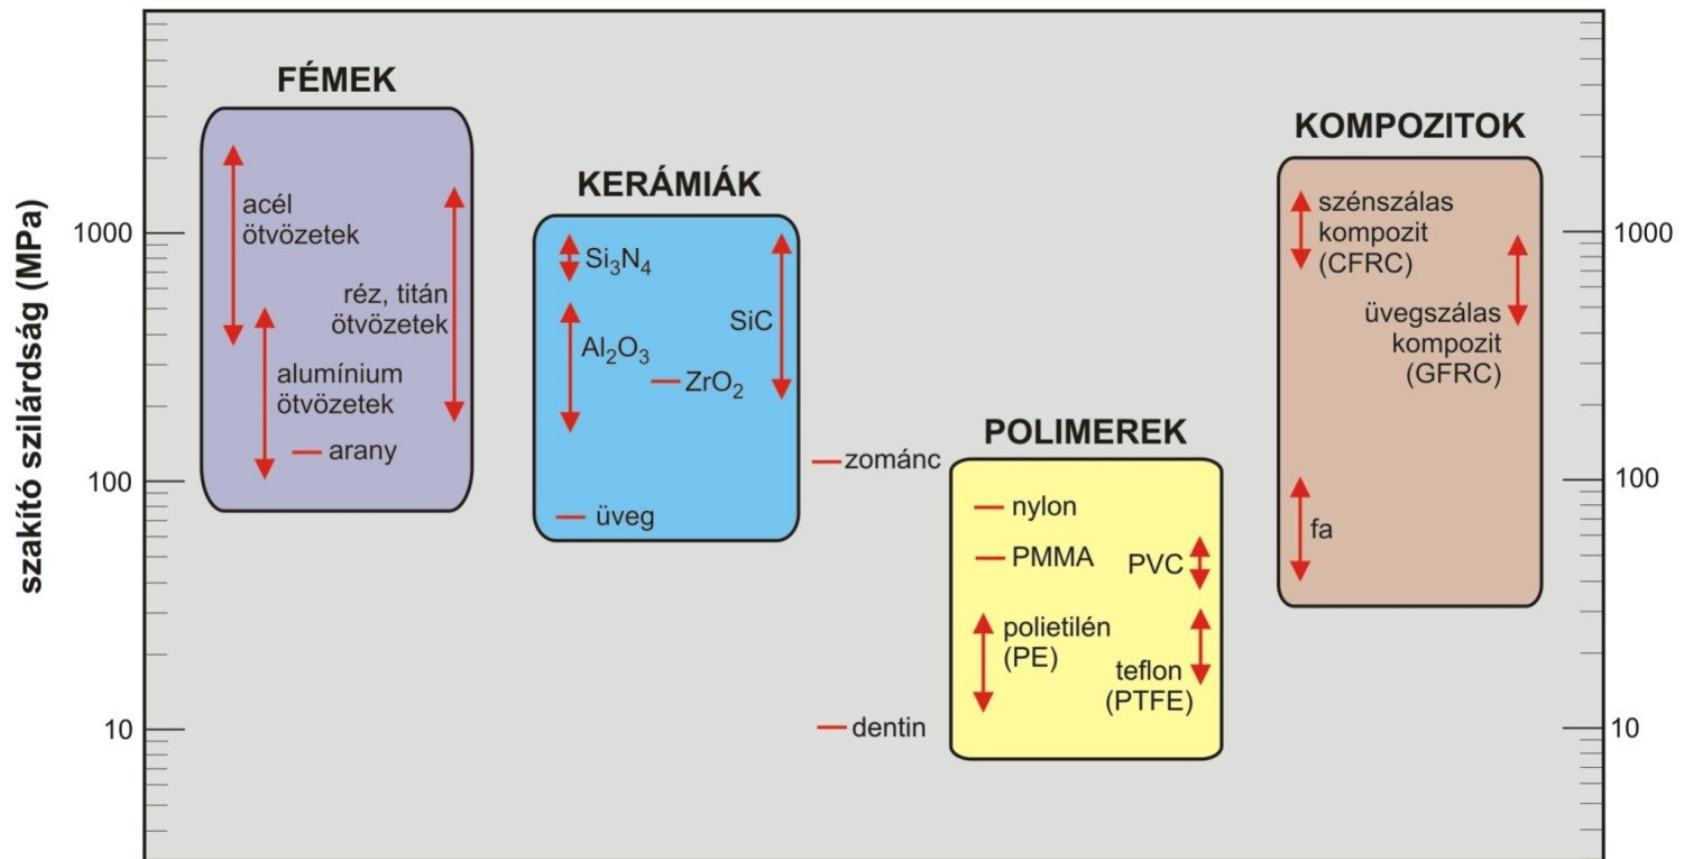 szakító szilárdság (MPa)
1000
100
10
FÉMEK
acél
ötvözetek
réz, titán
ötvözetek
alumínium
ötvözetek
arany
KERÁMIÁK
Si₃N₄
SiC
Al₂O₃
ZrO₂
üveg
zománc
dentin
POLIMEREK
nylon
PMMA
PVC
polietilén
(PE)
teflon
(PTFE)
KOMPOZITOK
szénszálas
kompozit
(CFRC)
üvegszálas
kompozit
(GFRC)
fa
1000
100
10